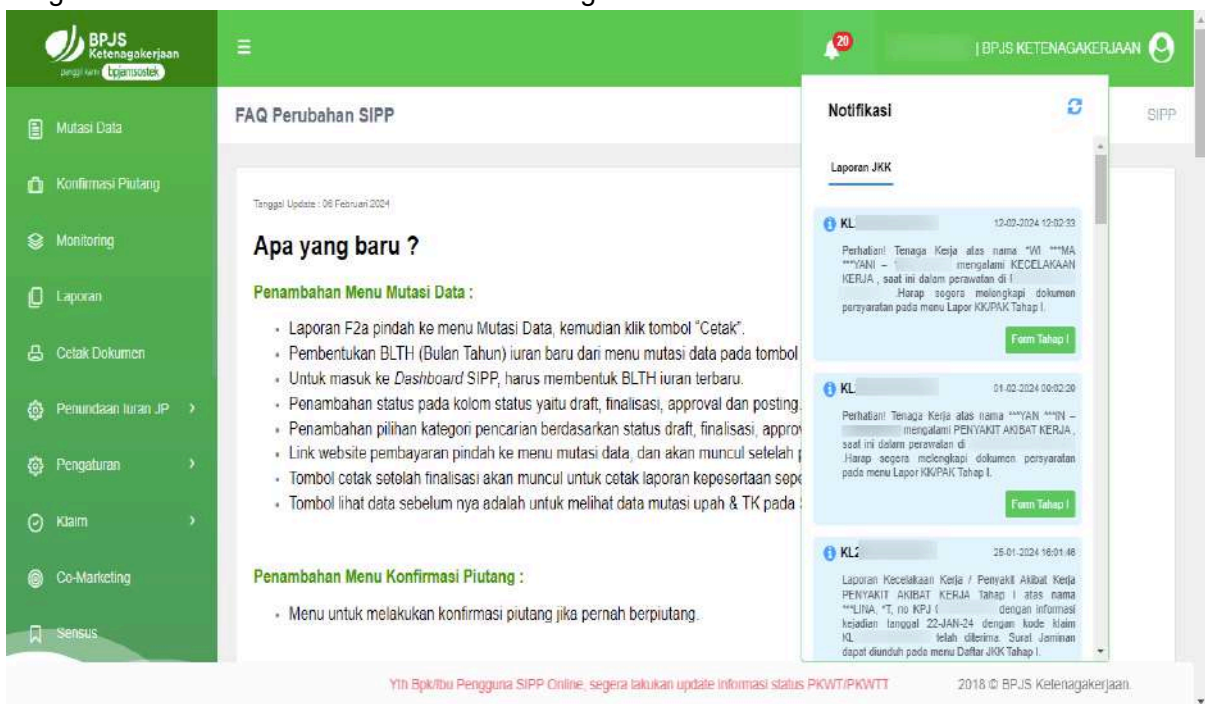 BPJS
Ketenagakerjaan
bpjamsostek
20
| BPJS KETENAGAKERJAAN
Mutasi Data
Konfirmasi Piutang
Monitoring
Laporan
Cetak Dokumen
Penundaan Iuran JP
Pengaturan
Klaim
Co-Marketing
Sensus
FAQ Perubahan SIPP
SIPP
Tanggal Update : 06 Februari 2024
Apa yang baru ?
Penambahan Menu Mutasi Data :
Laporan F2a pindah ke menu Mutasi Data, kemudian klik tombol "Cetak".
Pembentukan BLTH (Bulan Tahun) iuran baru dari menu mutasi data pada tombol
Untuk masuk ke Dashboard SIPP, harus membentuk BLTH iuran terbaru.
Penambahan status pada kolom status yaitu draft, finalisasi, approval dan posting.
Penambahan pilihan kategori pencarian berdasarkan status draft, finalisasi, approv
Link website pembayaran pindah ke menu mutasi data, dan akan muncul setelah p
Tombol cetak setelah finalisasi akan muncul untuk cetak laporan kepesertaan sepe
Tombol lihat data sebelum nya adalah untuk melihat data mutasi upah & TK pada
Penambahan Menu Konfirmasi Piutang :
Menu untuk melakukan konfirmasi piutang jika pernah berpiutang.
Notifikasi
Laporan JKK
KL
12-02-2024 12:02:33
Perhatian! Tenaga Kerja atas nama *WI ***MA
***YANI – mengalami KECELAKAAN
KERJA , saat ini dalam perawatan di
.Harap segera melengkapi dokumen
persyaratan pada menu Lapor KK/PAK Tahap I.
Form Tahap I
KL
01-02-2024 00:02:20
Perhatian! Tenaga Kerja atas nama ***YAN ***IN –
mengalami PENYAKIT AKIBAT KERJA ,
saat ini dalam perawatan di
.Harap segera melengkapi dokumen persyaratan
pada menu Lapor KK/PAK Tahap I.
Form Tahap I
KL2
25-01-2024 16:01:46
Laporan Kecelakaan Kerja / Penyakit Akibat Kerja
PENYAKIT AKIBAT KERJA Tahap I atas nama
***LINA, *T, no KPJ dengan informasi
kejadian tanggal 22-JAN-24 dengan kode klaim
KL telah diterima. Surat Jaminan
dapat diunduh pada menu Daftar JKK Tahap I.
Yth Bpk/Ibu Pengguna SIPP Online, segera lakukan update informasi status PKWT/PKWTT
2018 © BPJS Ketenagakerjaan.